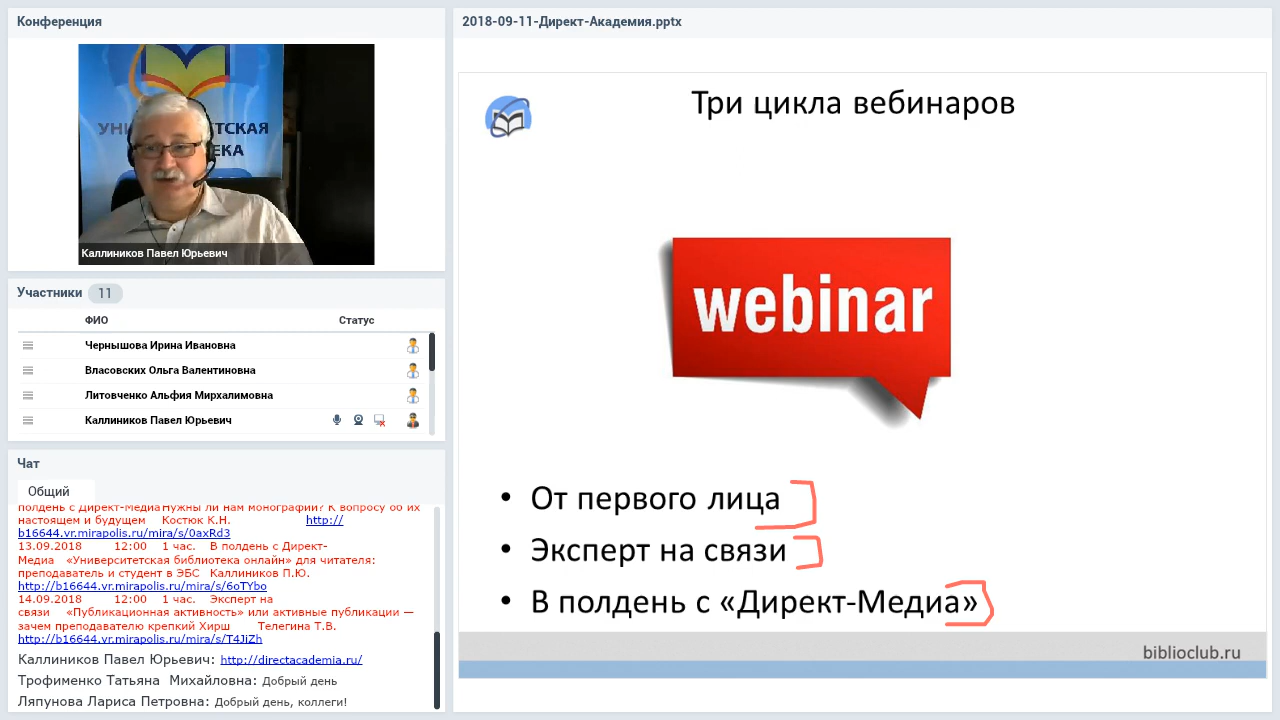 Конференция
УНИ ТСКАЯ
ЕКА
Каллиников Павел Юрьевич
Участники 11
ФИО Статус
Чернышова Ирина Ивановна
Власовских Ольга Валентиновна
Литовченко Альфия Мирхалимовна
Каллиников Павел Юрьевич
Чат
Общий
полдень с Директ-Медиа Нужны ли нам монографии? К вопросу об их
настоящем и будущем Костюк К.Н. http://
b16644.vr.mirapolis.ru/mira/s/0axRd3
13.09.2018 12:00 1 час. В полдень с Директ-
Медиа «Университетская библиотека онлайн» для читателя:
преподаватель и студент в ЭБС Каллиников П.Ю.
http://b16644.vr.mirapolis.ru/mira/s/6oTYbo
14.09.2018 12:00 1 час. Эксперт на
связи «Публикационная активность» или активные публикации —
зачем преподавателю крепкий Хирш Телегина Т.В.
http://b16644.vr.mirapolis.ru/mira/s/T4JiZh
Каллиников Павел Юрьевич: http://directacademia.ru/
Трофименко Татьяна Михайловна: Добрый день
Ляпунова Лариса Петровна: Добрый день, коллеги!
2018-09-11-Директ-Академия.pptx
Три цикла вебинаров
webinar
• От первого лица
• Эксперт на связи
• В полдень с «Директ-Медиа»
biblioclub.ru